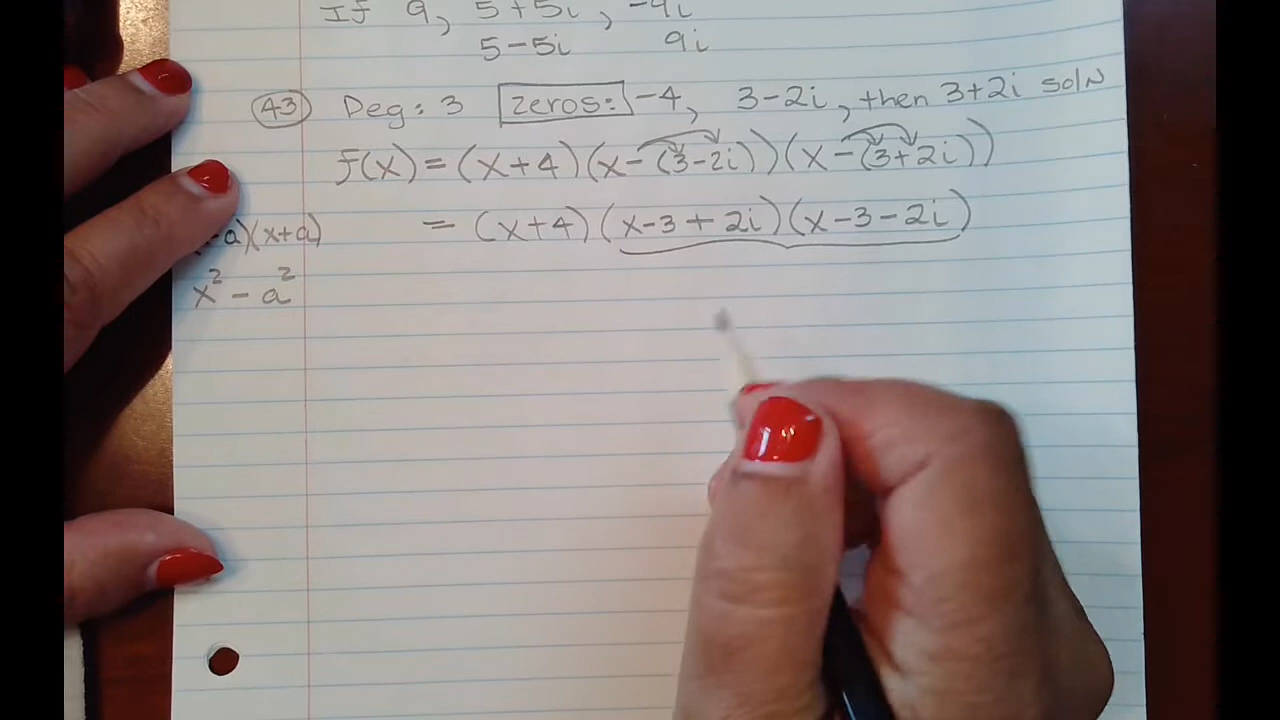 If 9, 5+5i, -9i
5-5i 9i
43 Deg: 3 zeros: -4, 3-2i, then 3+2i soln
f(x) = (x+4)(x-(3-2i))(x-(3+2i))
= (x+4)(x-3+2i)(x-3-2i)
-a)(x+a)
x² - a²